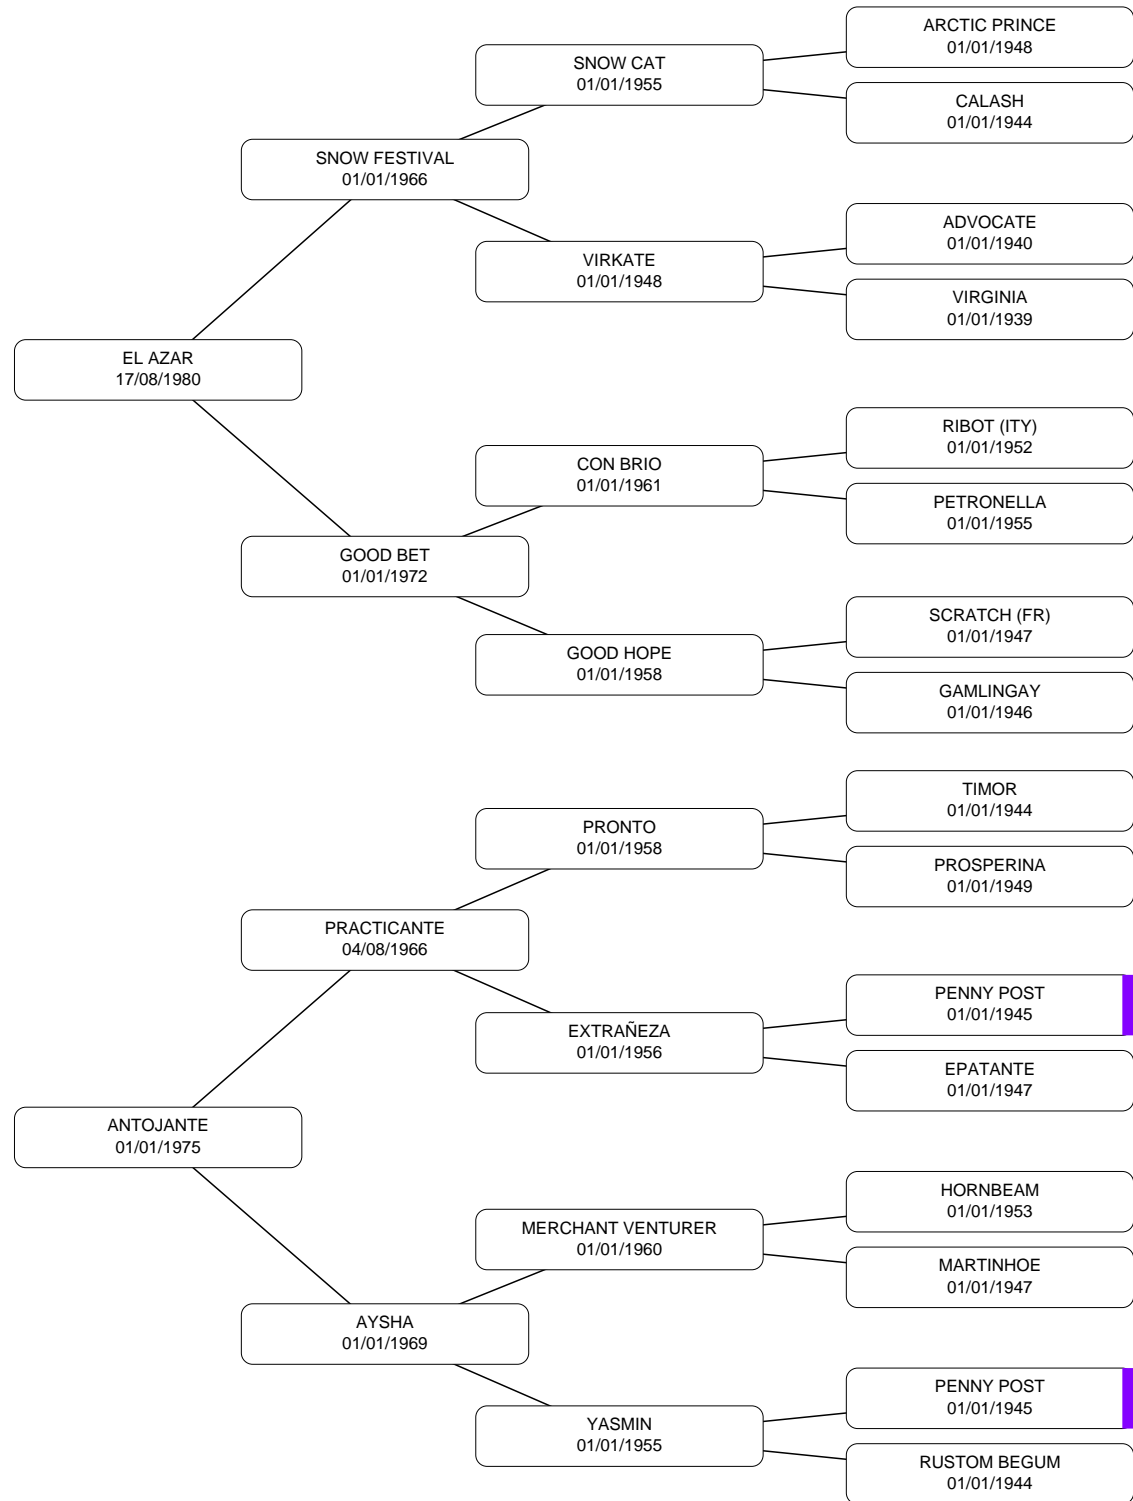 ARCTIC PRINCE
01/01/1948
SNOW CAT
01/01/1955
CALASH
01/01/1944
SNOW FESTIVAL
01/01/1966
ADVOCATE
01/01/1940
VIRKATE
01/01/1948
VIRGINIA
01/01/1939
EL AZAR
17/08/1980
RIBOT (ITY)
01/01/1952
CON BRIO
01/01/1961
PETRONELLA
01/01/1955
GOOD BET
01/01/1972
SCRATCH (FR)
01/01/1947
GOOD HOPE
01/01/1958
GAMLINGAY
01/01/1946
TIMOR
01/01/1944
PRONTO
01/01/1958
PROSPERINA
01/01/1949
PRACTICANTE
04/08/1966
PENNY POST
01/01/1945
EXTRAÑEZA
01/01/1956
EPATANTE
01/01/1947
ANTOJANTE
01/01/1975
HORNBEAM
01/01/1953
MERCHANT VENTURER
01/01/1960
MARTINHOE
01/01/1947
AYSHA
01/01/1969
PENNY POST
01/01/1945
YASMIN
01/01/1955
RUSTOM BEGUM
01/01/1944